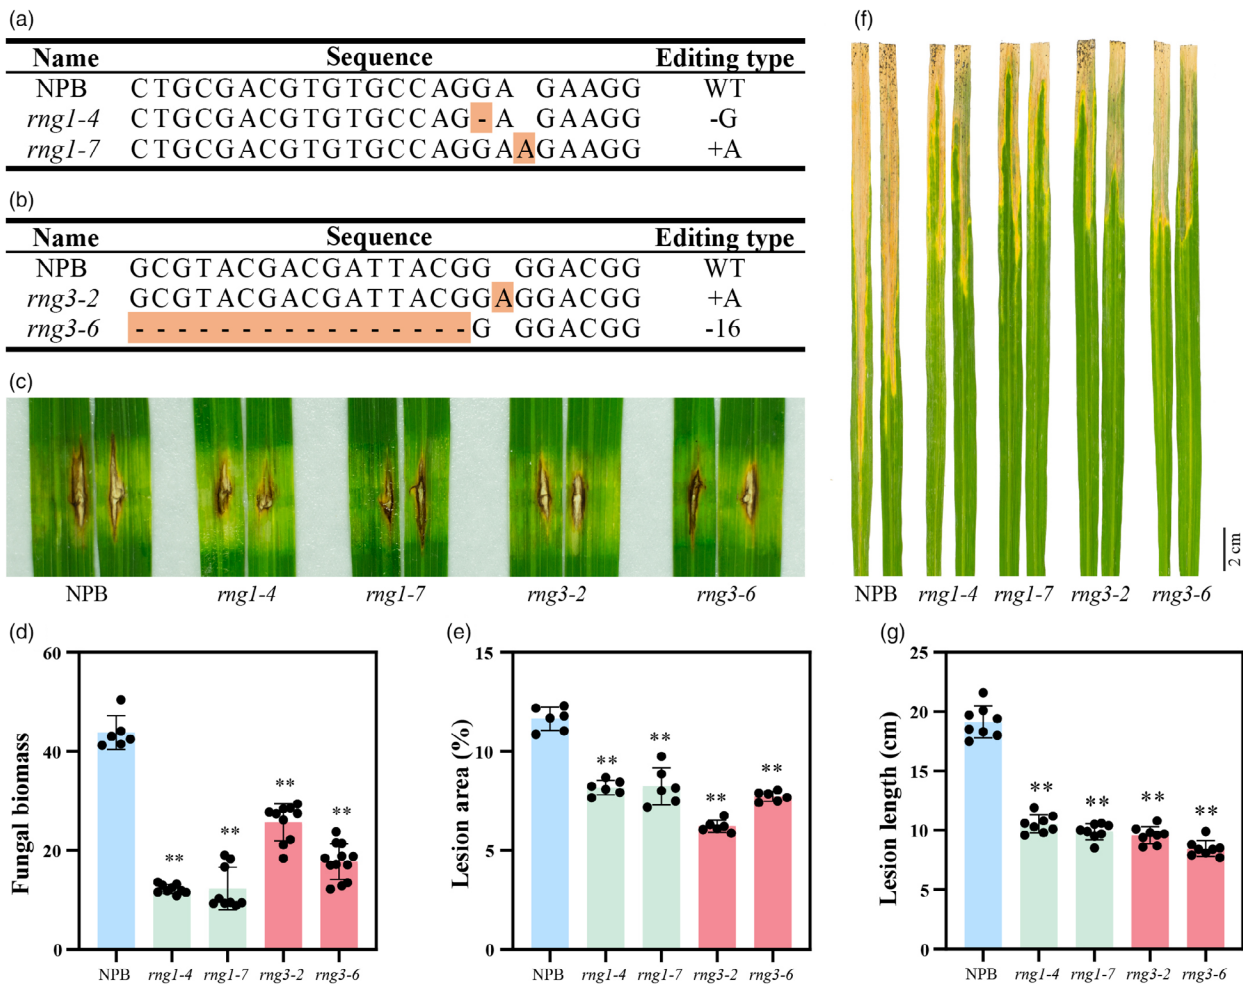 (a)
Name Sequence Editing type
NPB CTGCGACGTGTGCCAGGA GAAGG WT
rng1-4 CTGCGACGTGTGCCAG-A GAAGG -G
rng1-7 CTGCGACGTGTGCCAGGAAGAAGG +A
(b)
Name Sequence Editing type
NPB GCGTACGACGATTACGG GGACGG WT
rng3-2 GCGTACGACGATTACGGAGGACGG +A
rng3-6 ----------------G GGACGG -16
(c)
NPB rng1-4 rng1-7 rng3-2 rng3-6
(f)
2 cm
NPB rng1-4 rng1-7 rng3-2 rng3-6
(d)
Fungal biomass
60
40
20
0
**
**
**
**
NPB rng1-4 rng1-7 rng3-2 rng3-6
(e)
Lesion area (%)
15
10
5
0
**
**
**
**
NPB rng1-4 rng1-7 rng3-2 rng3-6
(g)
Lesion length (cm)
25
20
15
10
5
0
**
**
**
**
NPB rng1-4 rng1-7 rng3-2 rng3-6